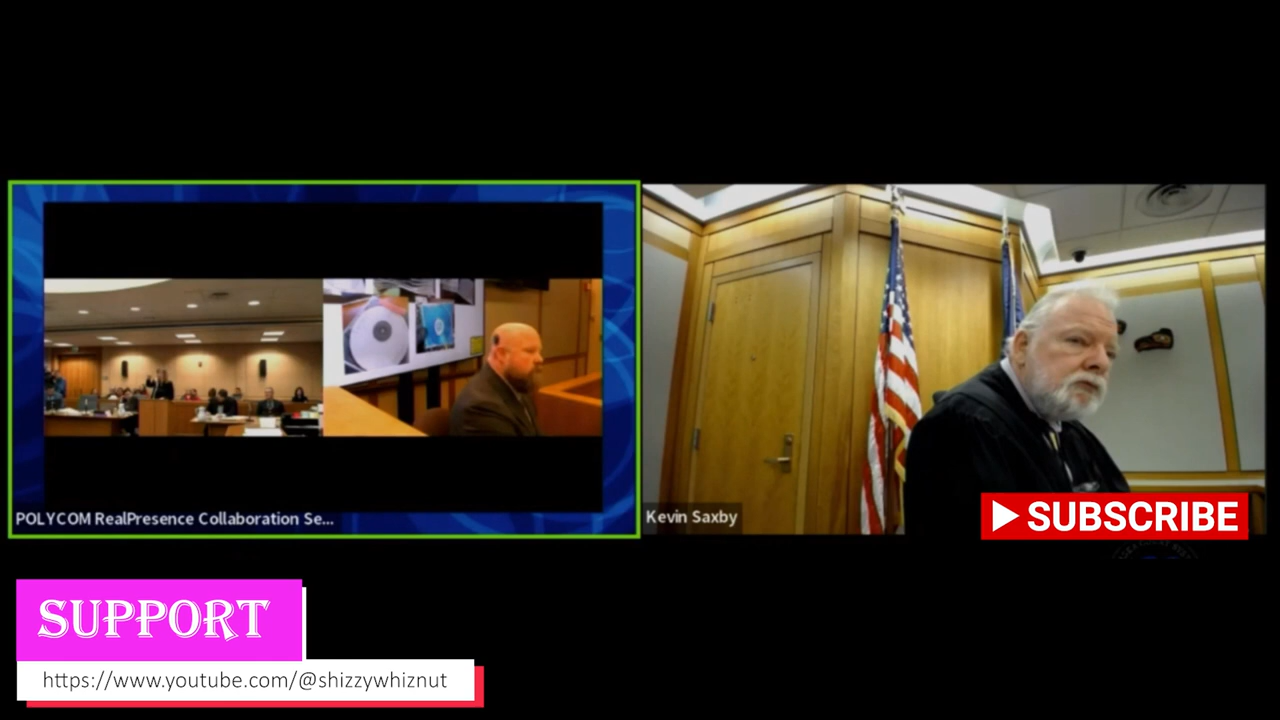 POLYCOM RealPresence Collaboration Se...
Kevin Saxby
SUBSCRIBE
SUPPORT
https://www.youtube.com/@shizzywhiznut